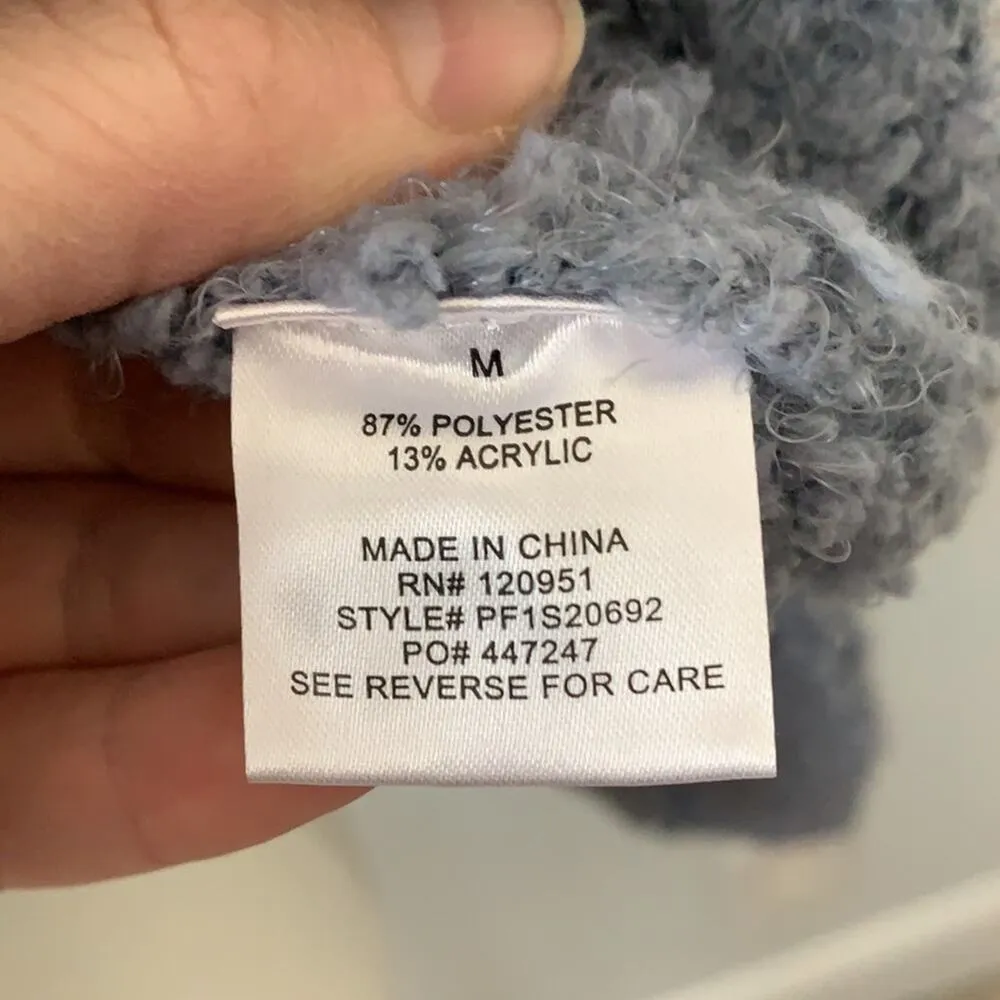 M
87% POLYESTER
13% ACRYLIC
MADE IN CHINA
RN# 120951
STYLE# PF1S20692
PO# 447247
SEE REVERSE FOR CARE